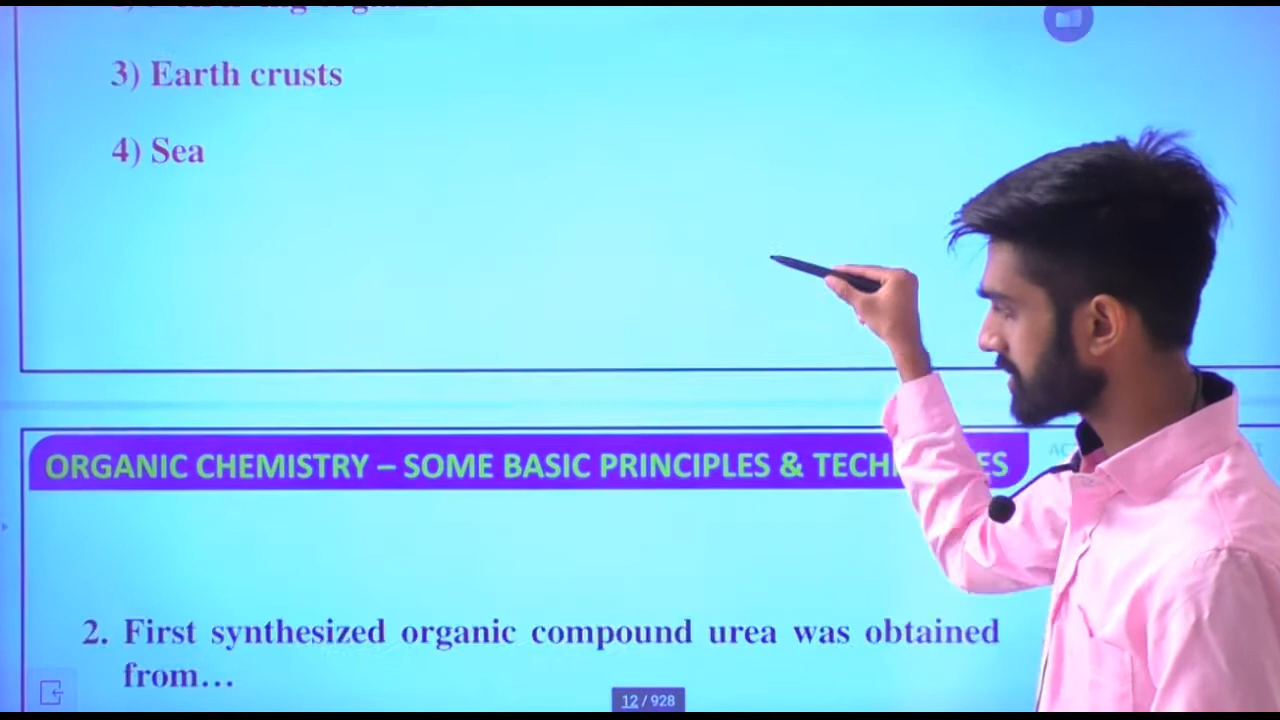 3) Earth crusts
4) Sea
ORGANIC CHEMISTRY – SOME BASIC PRINCIPLES &
2. First synthesized organic compound urea was obtained
from...
12 / 928